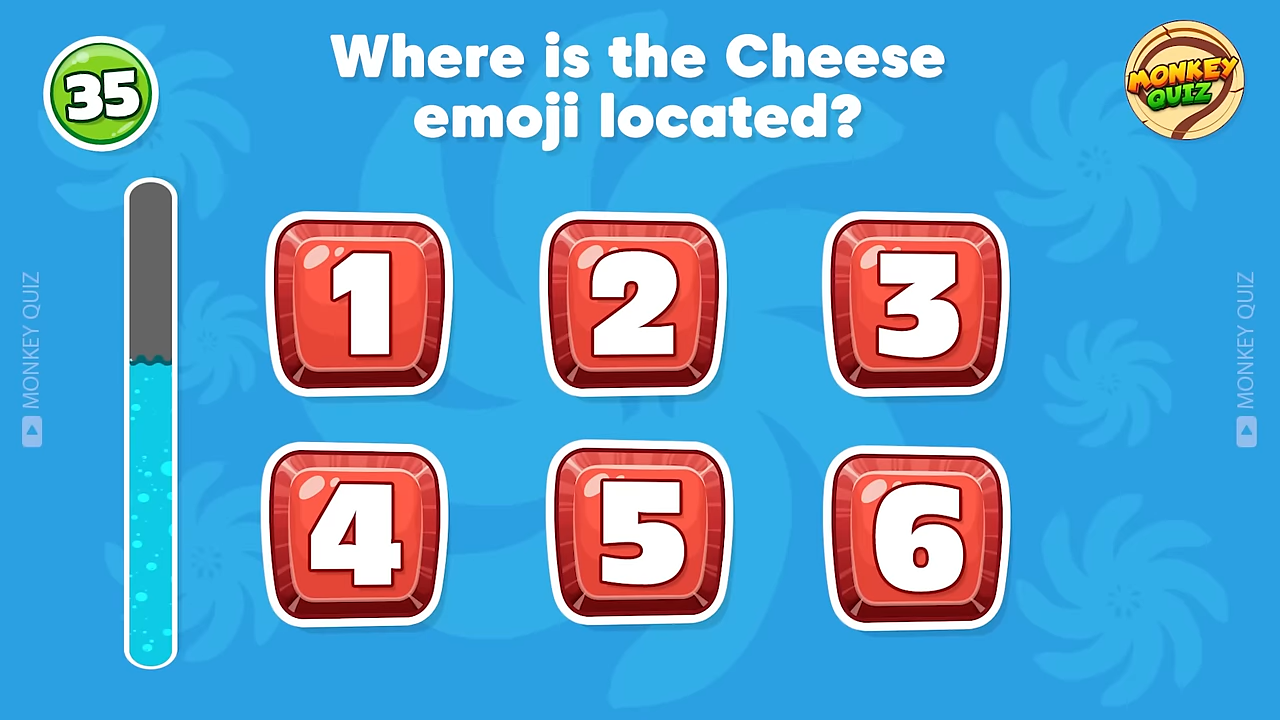 35
Where is the Cheese
emoji located?
MONKEY
QUIZ
MONKEY QUIZ
MONKEY QUIZ
1
2
3
4
5
6